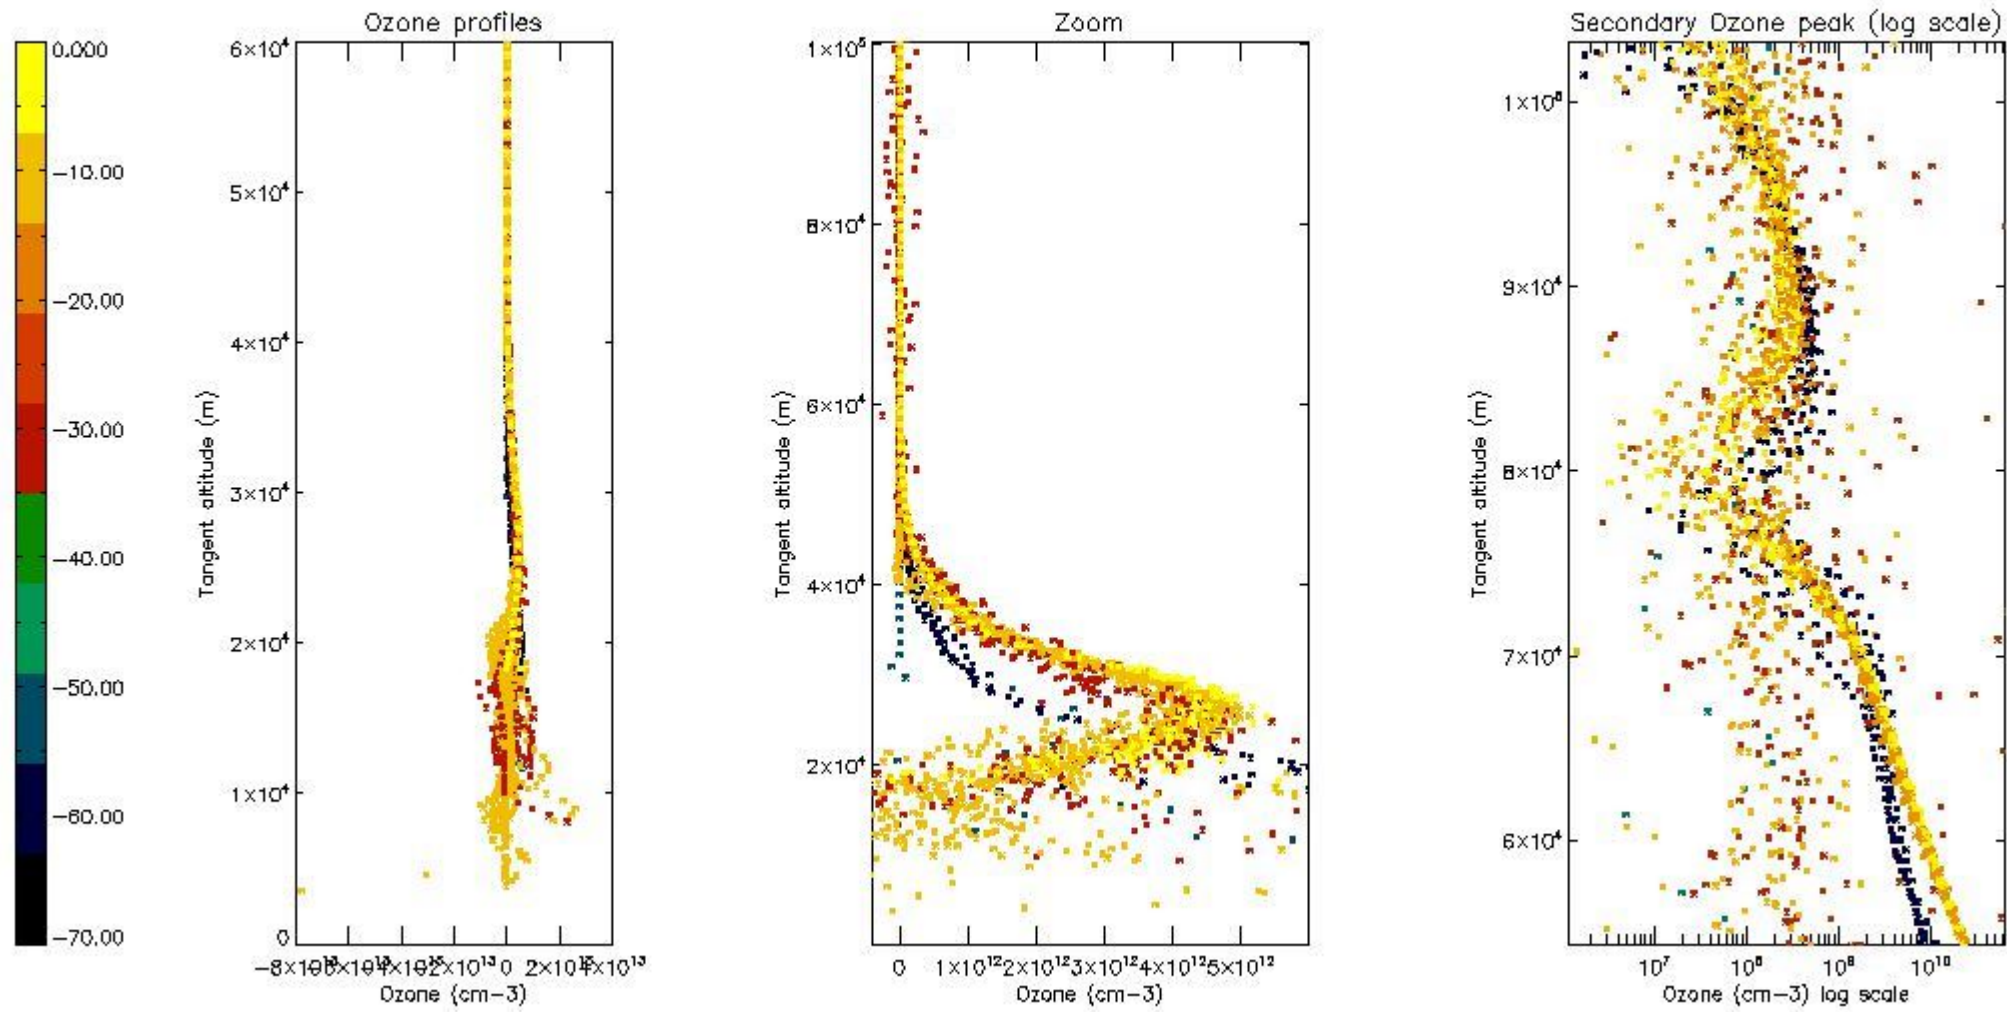 Ozone profiles
Zoom
Secondary Ozone peak (log scale)
0.000
−10.00
−20.00
−30.00
−40.00
−50.00
−60.00
−70.00
6×10⁴
5×10⁴
4×10⁴
3×10⁴
2×10⁴
1×10⁴
0
Tangent altitude (m)
0 2×10¹³ 4×10¹³
Ozone (cm−3)
1×10⁵
8×10⁴
6×10⁴
4×10⁴
2×10⁴
Tangent altitude (m)
0 1×10¹² 2×10¹² 3×10¹² 4×10¹² 5×10¹²
Ozone (cm−3)
1×10⁵
9×10⁴
8×10⁴
7×10⁴
6×10⁴
Tangent altitude (m)
10⁷ 10⁸ 10⁹ 10¹⁰
Ozone (cm−3) log scale